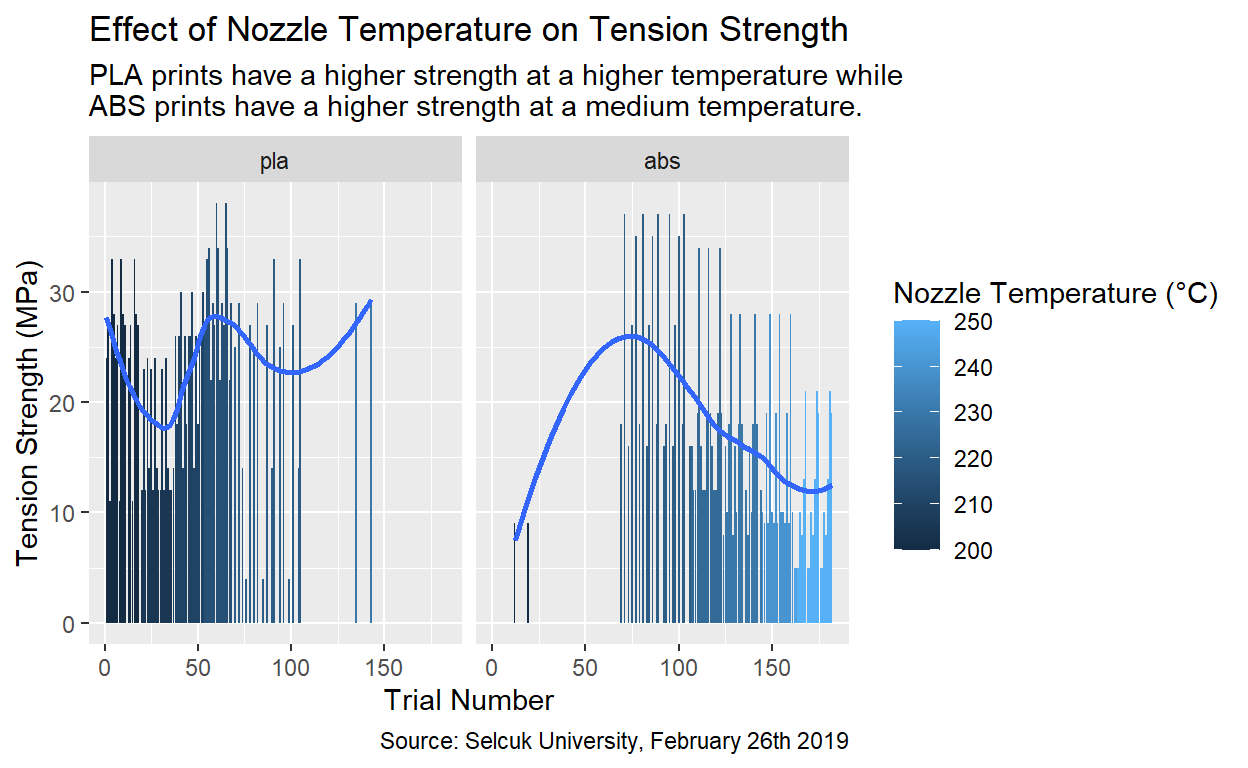 Effect of Nozzle Temperature on Tension Strength
PLA prints have a higher strength at a higher temperature while
ABS prints have a higher strength at a medium temperature.
pla
abs
Tension Strength (MPa)
30
20
10
0
0 50 100 150
0 50 100 150
Trial Number
Nozzle Temperature (°C)
250
240
230
220
210
200
Source: Selcuk University, February 26th 2019